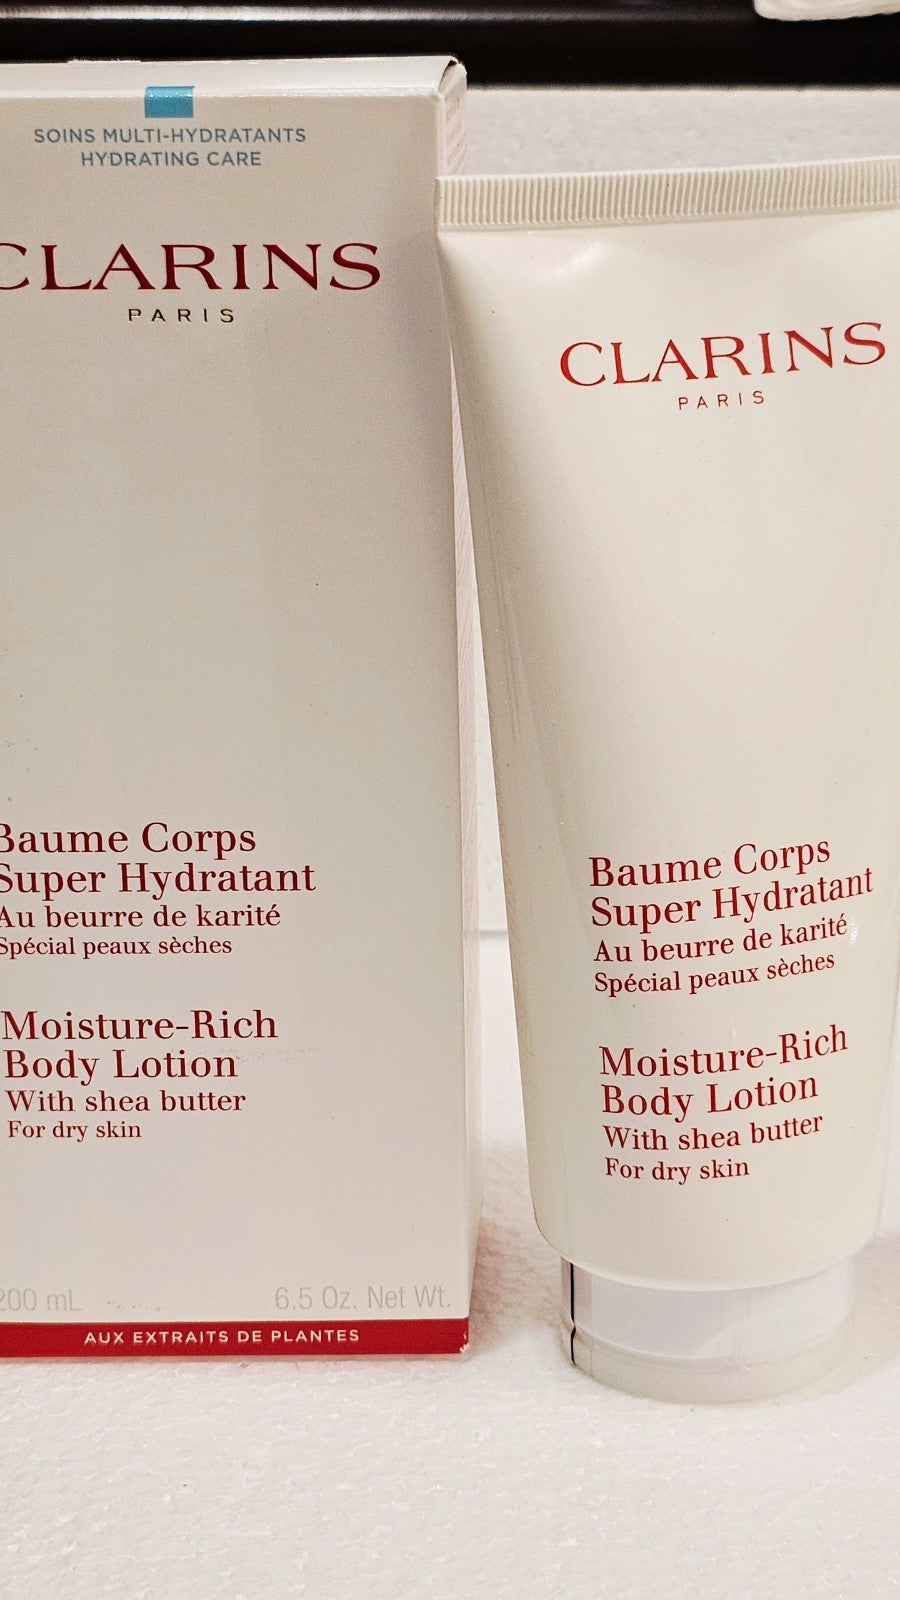 SOINS MULTI-HYDRATANTS
HYDRATING CARE
CLARINS
PARIS
Baume Corps
Super Hydratant
Au beurre de karité
Spécial peaux sèches
Moisture-Rich
Body Lotion
With shea butter
For dry skin
200 mL 6.5 Oz. Net Wt.
AUX EXTRAITS DE PLANTES
CLARINS
PARIS
Baume Corps
Super Hydratant
Au beurre de karité
Spécial peaux sèches
Moisture-Rich
Body Lotion
With shea butter
For dry skin